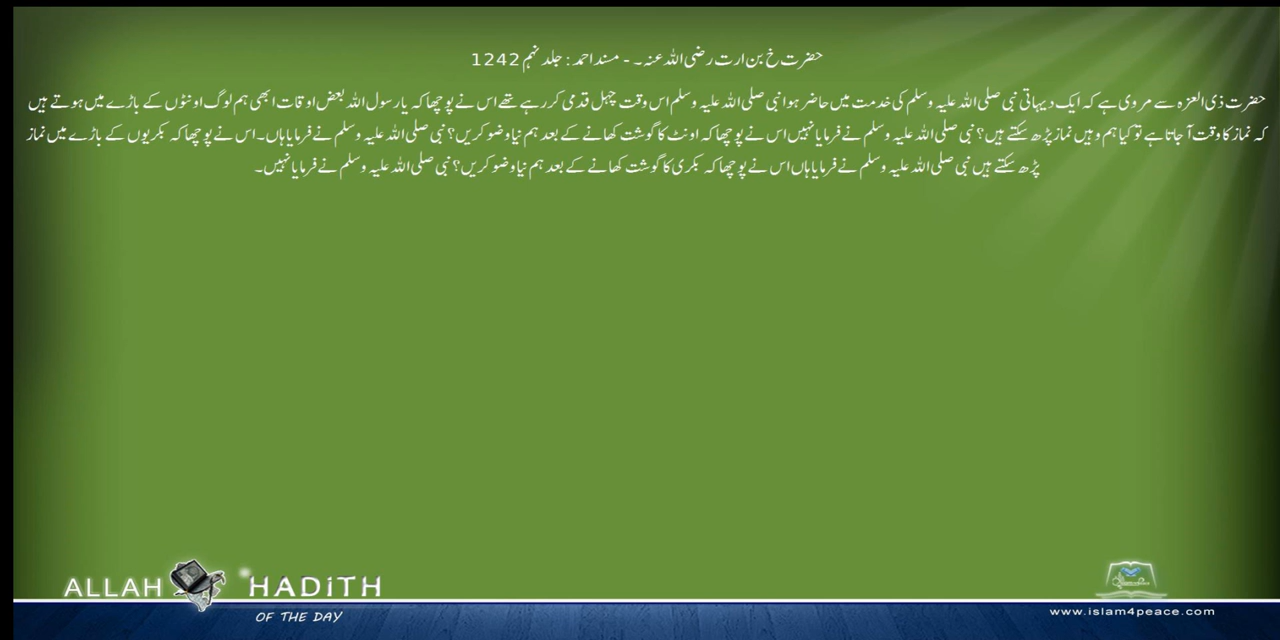 حضرت خ بن ارت رضی اللہ عنہ۔ - مسند احمد: جلد نہم 1242
حضرت ذی العزہ سے مروی ہے کہ ایک دیہاتی نبی صلی اللہ علیہ وسلم کی خدمت میں حاضر ہوا نبی صلی اللہ علیہ وسلم اس وقت چہل قدمی کر رہے تھے اس نے پوچھا کہ یا رسول اللہ بعض اوقات ابھی ہم لوگ اونٹوں کے باڑے میں ہوتے ہیں
کہ نماز کا وقت آ جاتا ہے تو کیا ہم وہیں نماز پڑھ سکتے ہیں؟ نبی صلی اللہ علیہ وسلم نے فرمایا نہیں اس نے پوچھا کہ اونٹ کا گوشت کھانے کے بعد ہم نیا وضو کریں؟ نبی صلی اللہ علیہ وسلم نے فرمایا ہاں۔ اس نے پوچھا کہ بکریوں کے باڑے میں نماز
پڑھ سکتے ہیں نبی صلی اللہ علیہ وسلم نے فرمایا ہاں اس نے پوچھا کہ بکری کا گوشت کھانے کے بعد ہم نیا وضو کریں؟ نبی صلی اللہ علیہ وسلم نے فرمایا نہیں۔
ALLAH HADITH
OF THE DAY
www.islam4peace.com